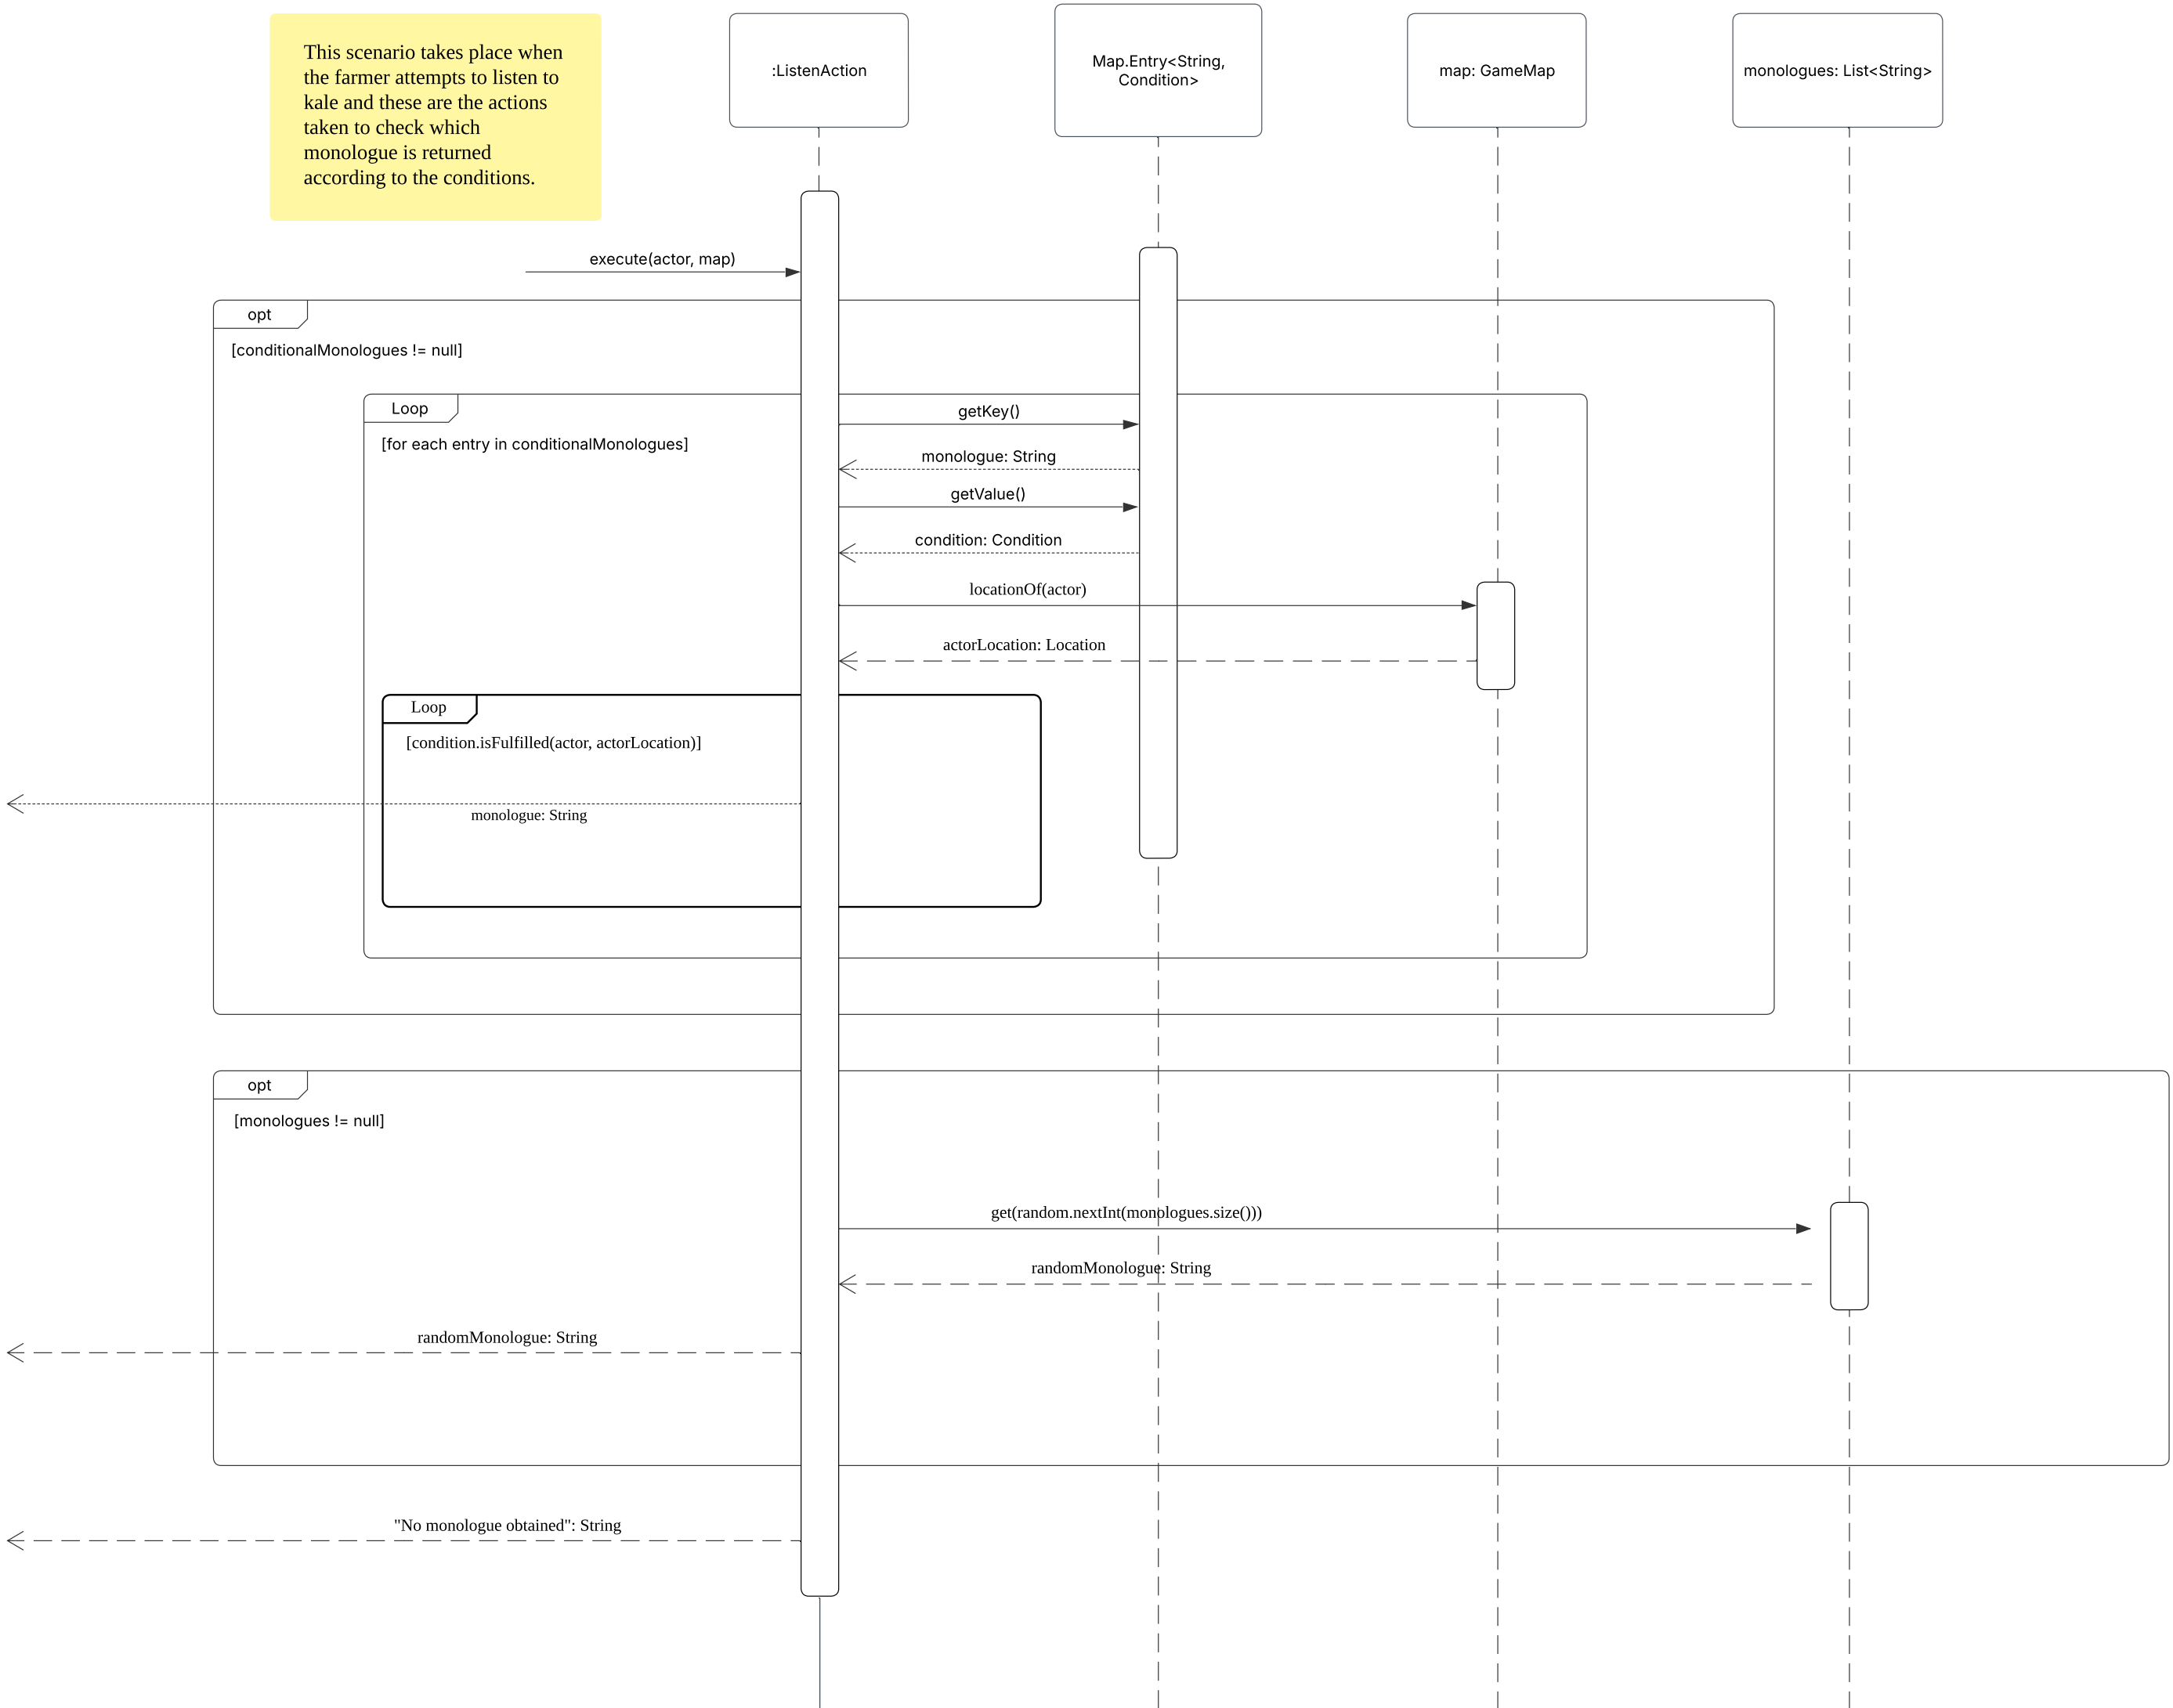 This scenario takes place when
the farmer attempts to listen to
kale and these are the actions
taken to check which
monologue is returned
according to the conditions.
:ListenAction
Map.Entry<String,
Condition>
map: GameMap
monologues: List<String>
execute(actor, map)
opt
[conditionalMonologues != null]
Loop
[for each entry in conditionalMonologues]
getKey()
monologue: String
getValue()
condition: Condition
locationOf(actor)
actorLocation: Location
Loop
[condition.isFulfilled(actor, actorLocation)]
monologue: String
opt
[monologues != null]
get(random.nextInt(monologues.size()))
randomMonologue: String
randomMonologue: String
"No monologue obtained": String